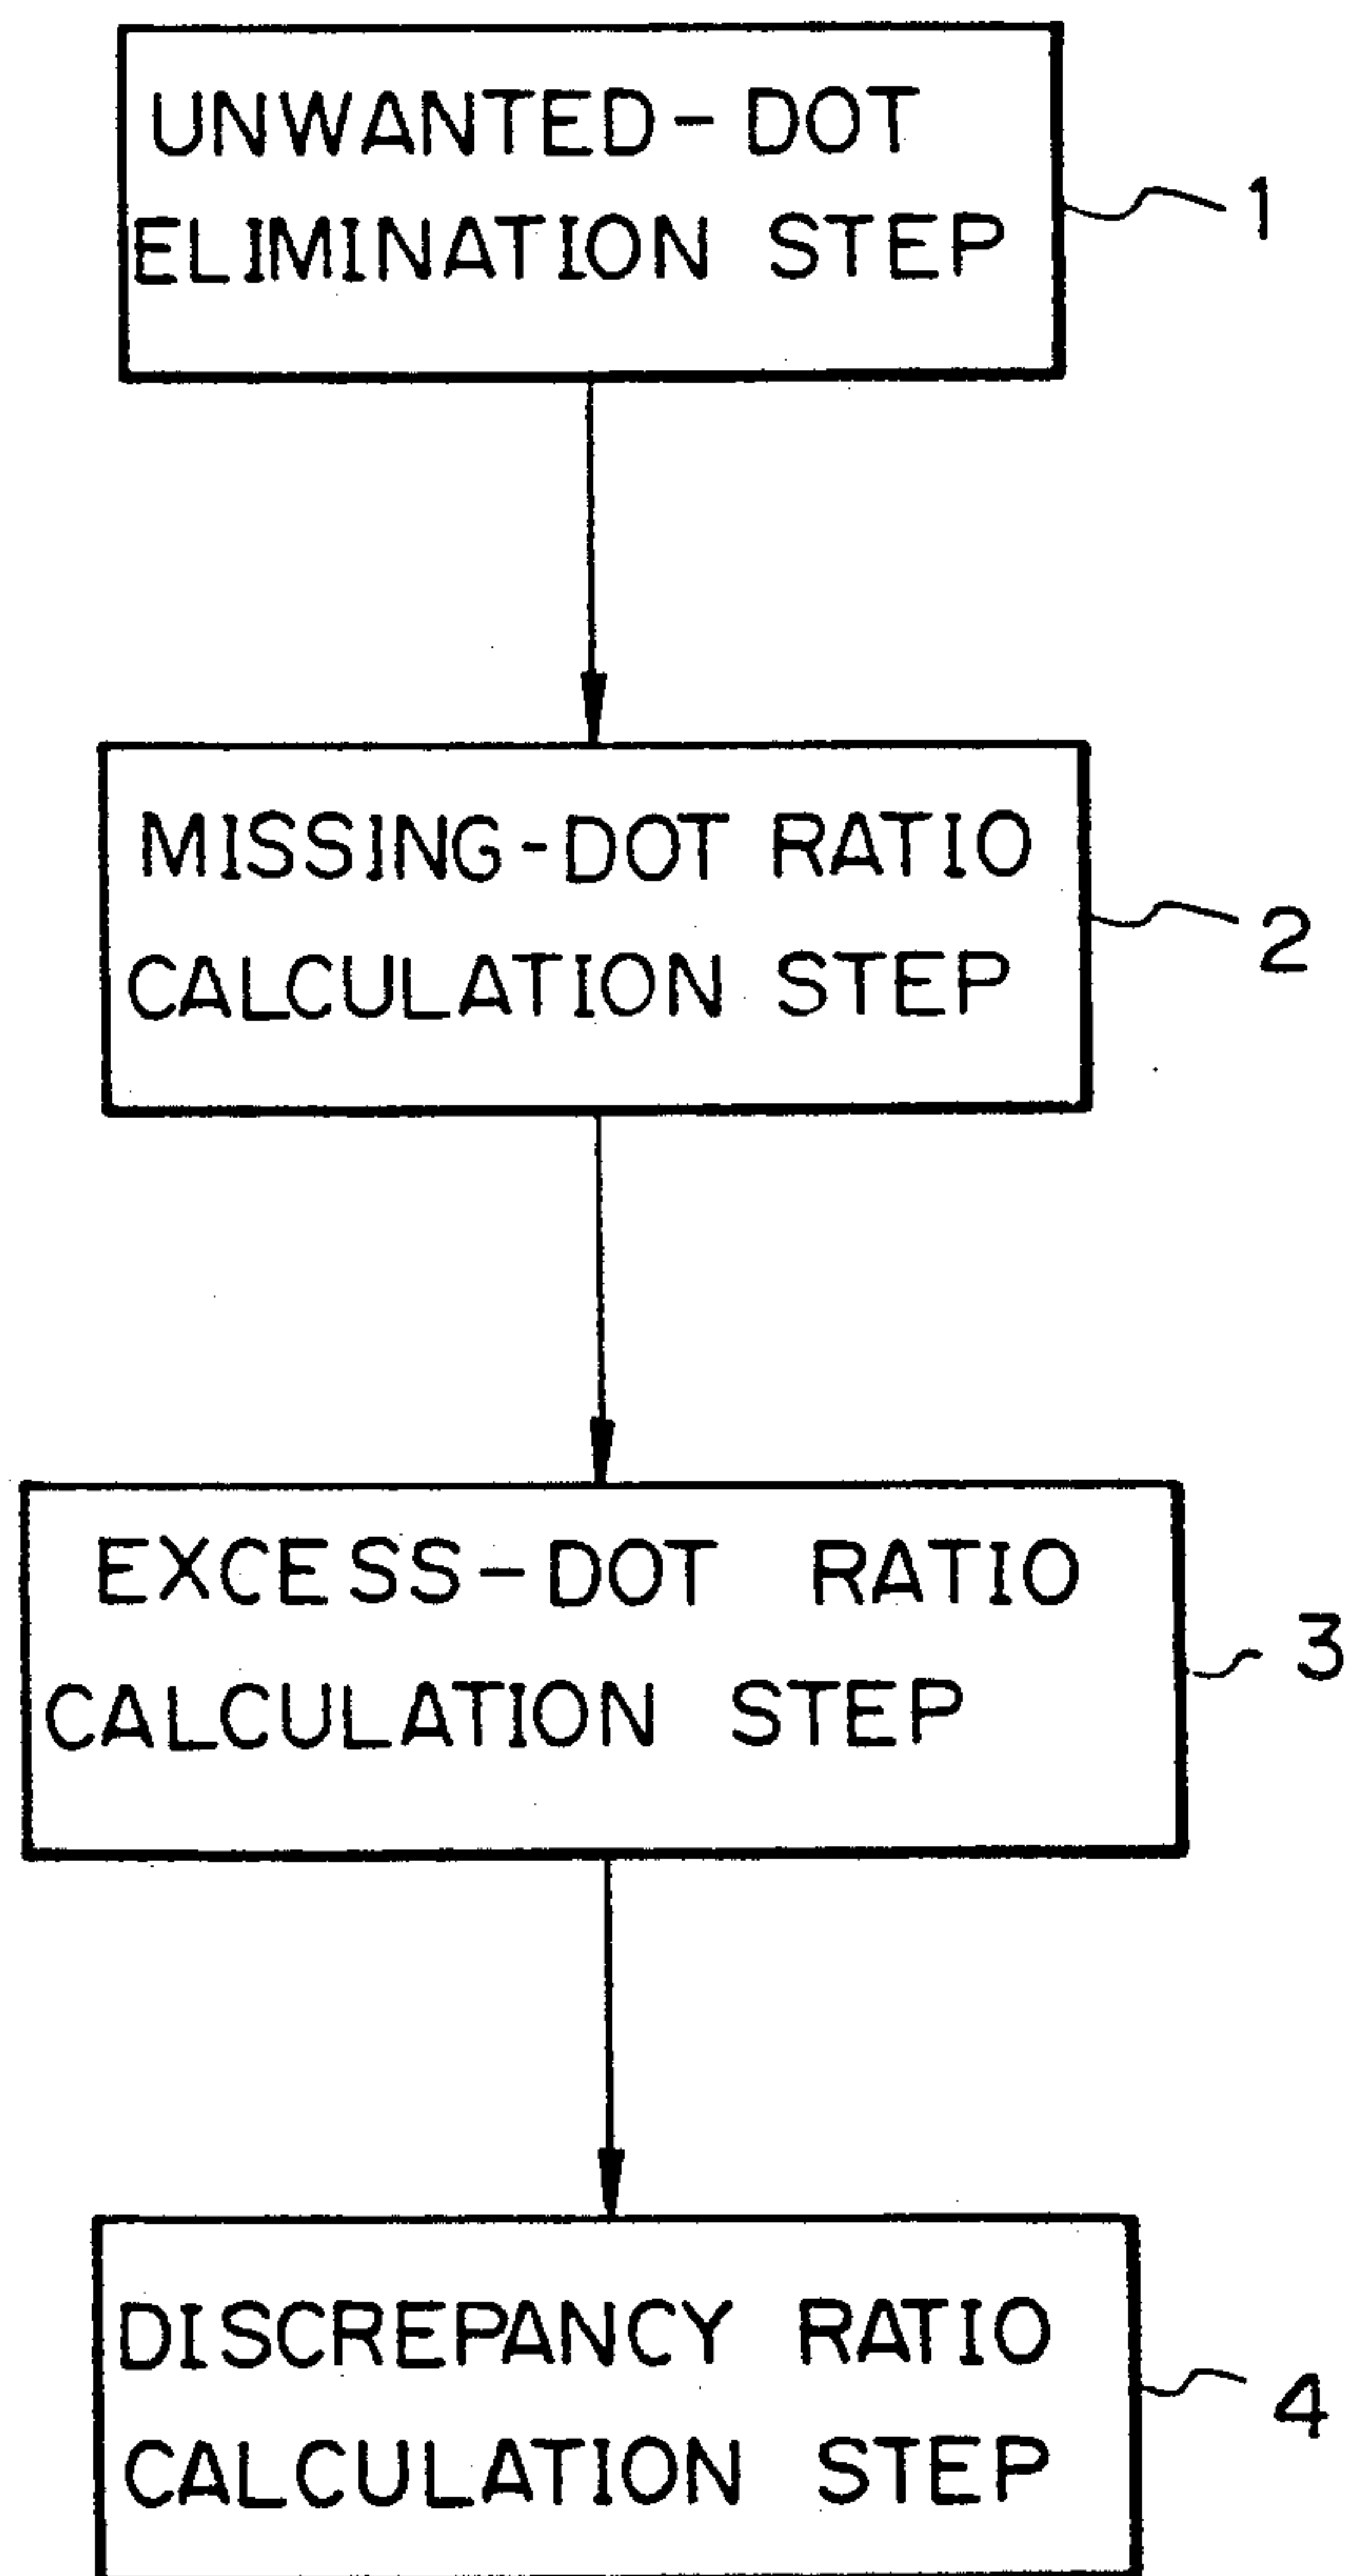 UNWANTED-DOT
ELIMINATION STEP
1
MISSING-DOT RATIO
CALCULATION STEP
2
EXCESS-DOT RATIO
CALCULATION STEP
3
DISCREPANCY RATIO
CALCULATION STEP
4